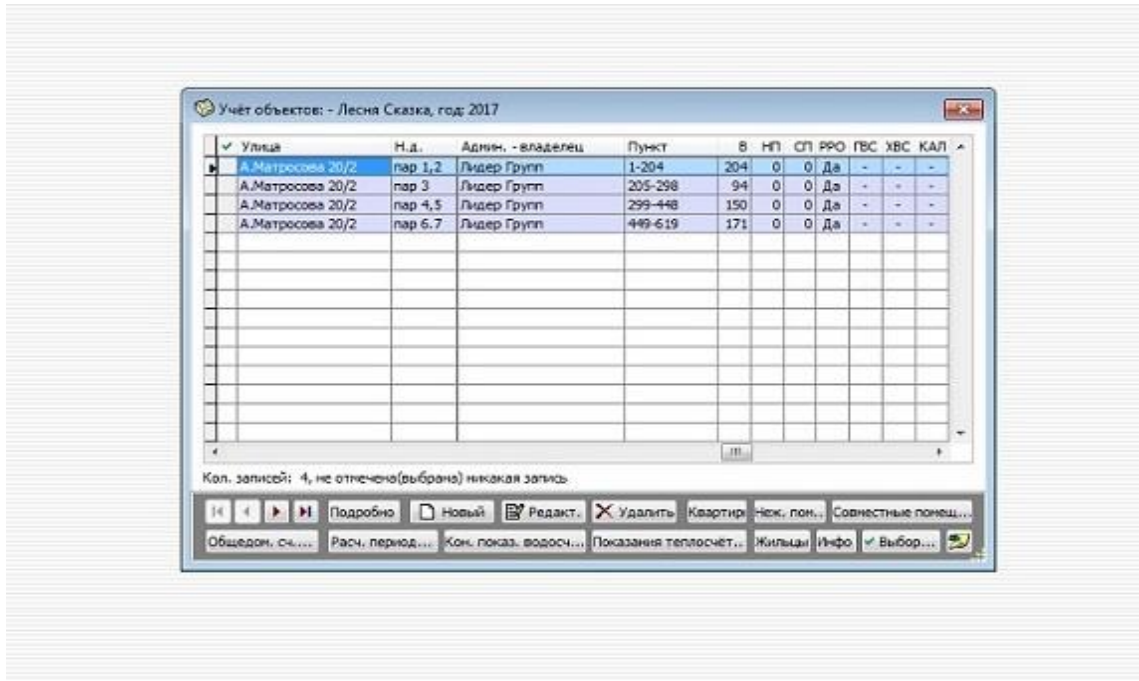 Учёт объектов: - Лесня Сказка, год: 2017
Улица Н.д. Админ. - владелец Пункт В НП СП РРО ГВС ХВС КАЛ
А.Матросова 20/2 пар 1,2 Лидер Групп 1-204 204 0 0 Да - - -
А.Матросова 20/2 пар 3 Лидер Групп 205-298 94 0 0 Да - - -
А.Матросова 20/2 пар 4,5 Лидер Групп 299-448 150 0 0 Да - - -
А.Матросова 20/2 пар 6.7 Лидер Групп 449-619 171 0 0 Да - - -
Кол. записей: 4, не отмечена(выбрана) никакая запись
Подробно Новый Редакт. Удалить Квартир Неж. пом.. Совместные помещ...
Общедом. сч.... Расч. период... Кон. показ. водосч... Показания теплосчёт.. Жильцы Инфо Выбор...